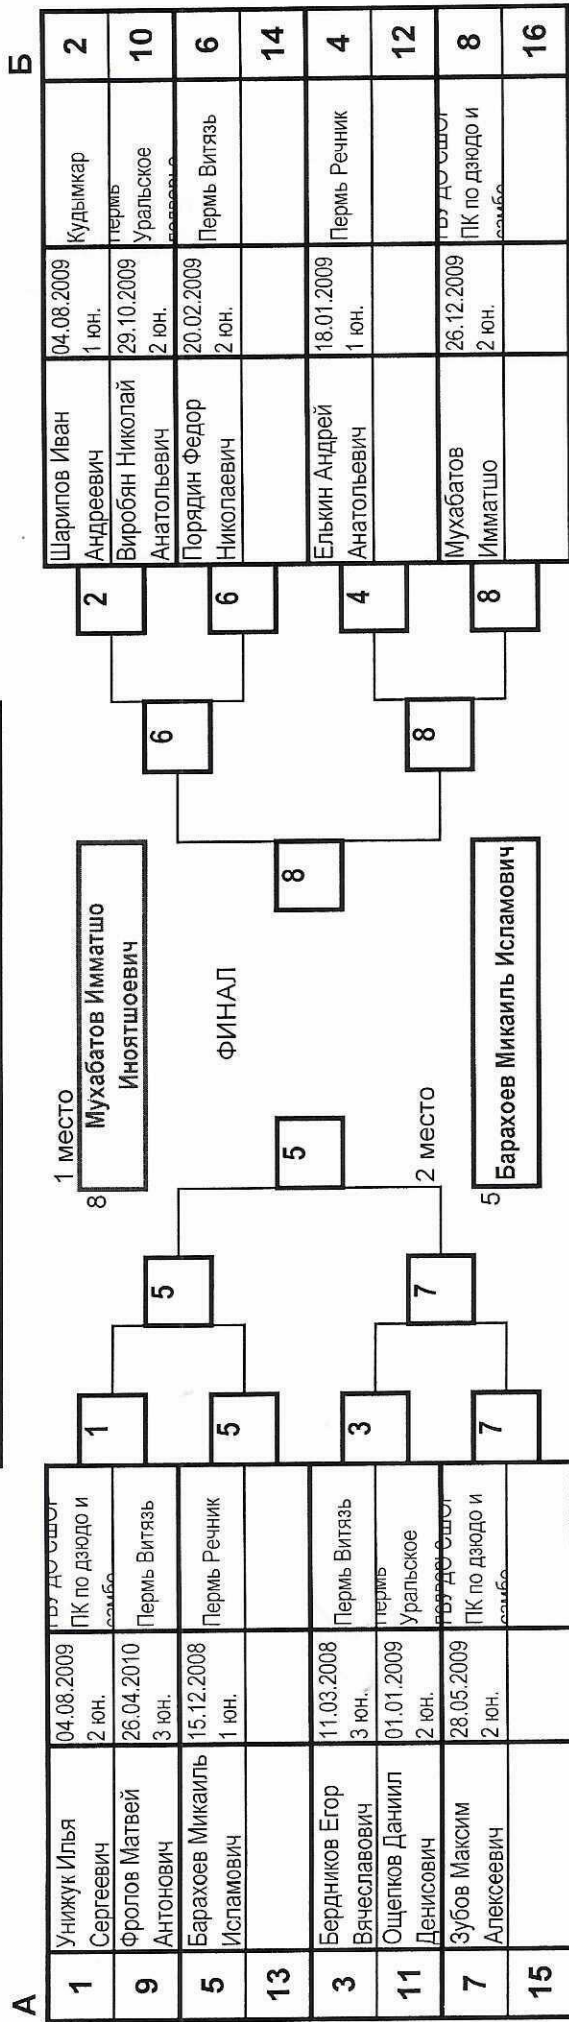 А
1
Унижук Илья
Сергеевич
04.08.2009
2 юн.
ПК по дзюдо и
9
Фролов Матвей
Антонович
26.04.2010
3 юн.
Пермь Витязь
5
Барахоев Микаиль
Исламович
15.12.2008
1 юн.
Пермь Речник
13
3
Бердников Егор
Вячеславович
11.03.2008
3 юн.
Пермь Витязь
11
Ощепков Даниил
Денисович
01.01.2009
2 юн.
Пермь
Уральское
7
Зубов Максим
Алексеевич
28.05.2009
2 юн.
ПК по дзюдо и
15
1
5
3
7
5
7
5
1 место
8
Мухабатов Имматшо
Иноятшоевич
ФИНАЛ
2 место
5
Барахоев Микаиль Исламович
8
6
8
2
6
4
8
Б
Шарипов Иван
Андреевич
04.08.2009
1 юн.
Кудымкар
2
Виробян Николай
Анатольевич
29.10.2009
2 юн.
Пермь
Уральское
10
Порядин Федор
Николаевич
20.02.2009
2 юн.
Пермь Витязь
6
14
Елькин Андрей
Анатольевич
18.01.2009
1 юн.
Пермь Речник
4
12
Мухабатов
Имматшо
26.12.2009
2 юн.
ПК по дзюдо и
8
16